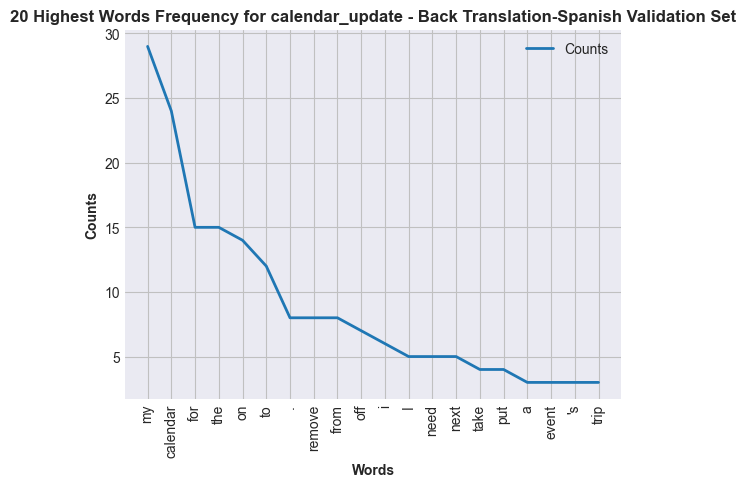 20 Highest Words Frequency for calendar_update - Back Translation-Spanish Validation Set
Counts
30
25
20
15
10
5
Counts
my
calendar
for
the
on
to
.
remove
from
off
i
I
need
next
take
put
a
event
's
trip
Words